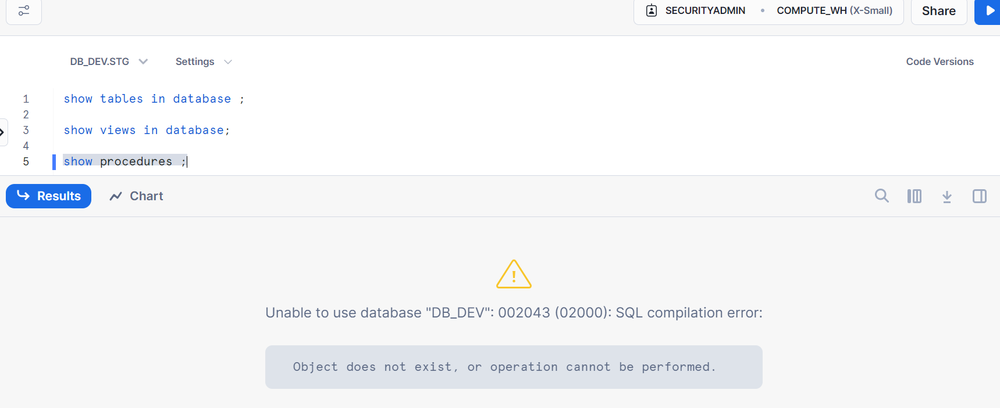 SECURITYADMIN • COMPUTE_WH (X-Small)
Share
DB_DEV.STG
Settings
Code Versions
1 show tables in database ;
2
3 show views in database;
4
5 show procedures ;
Results
Chart
Unable to use database "DB_DEV": 002043 (02000): SQL compilation error:
Object does not exist, or operation cannot be performed.